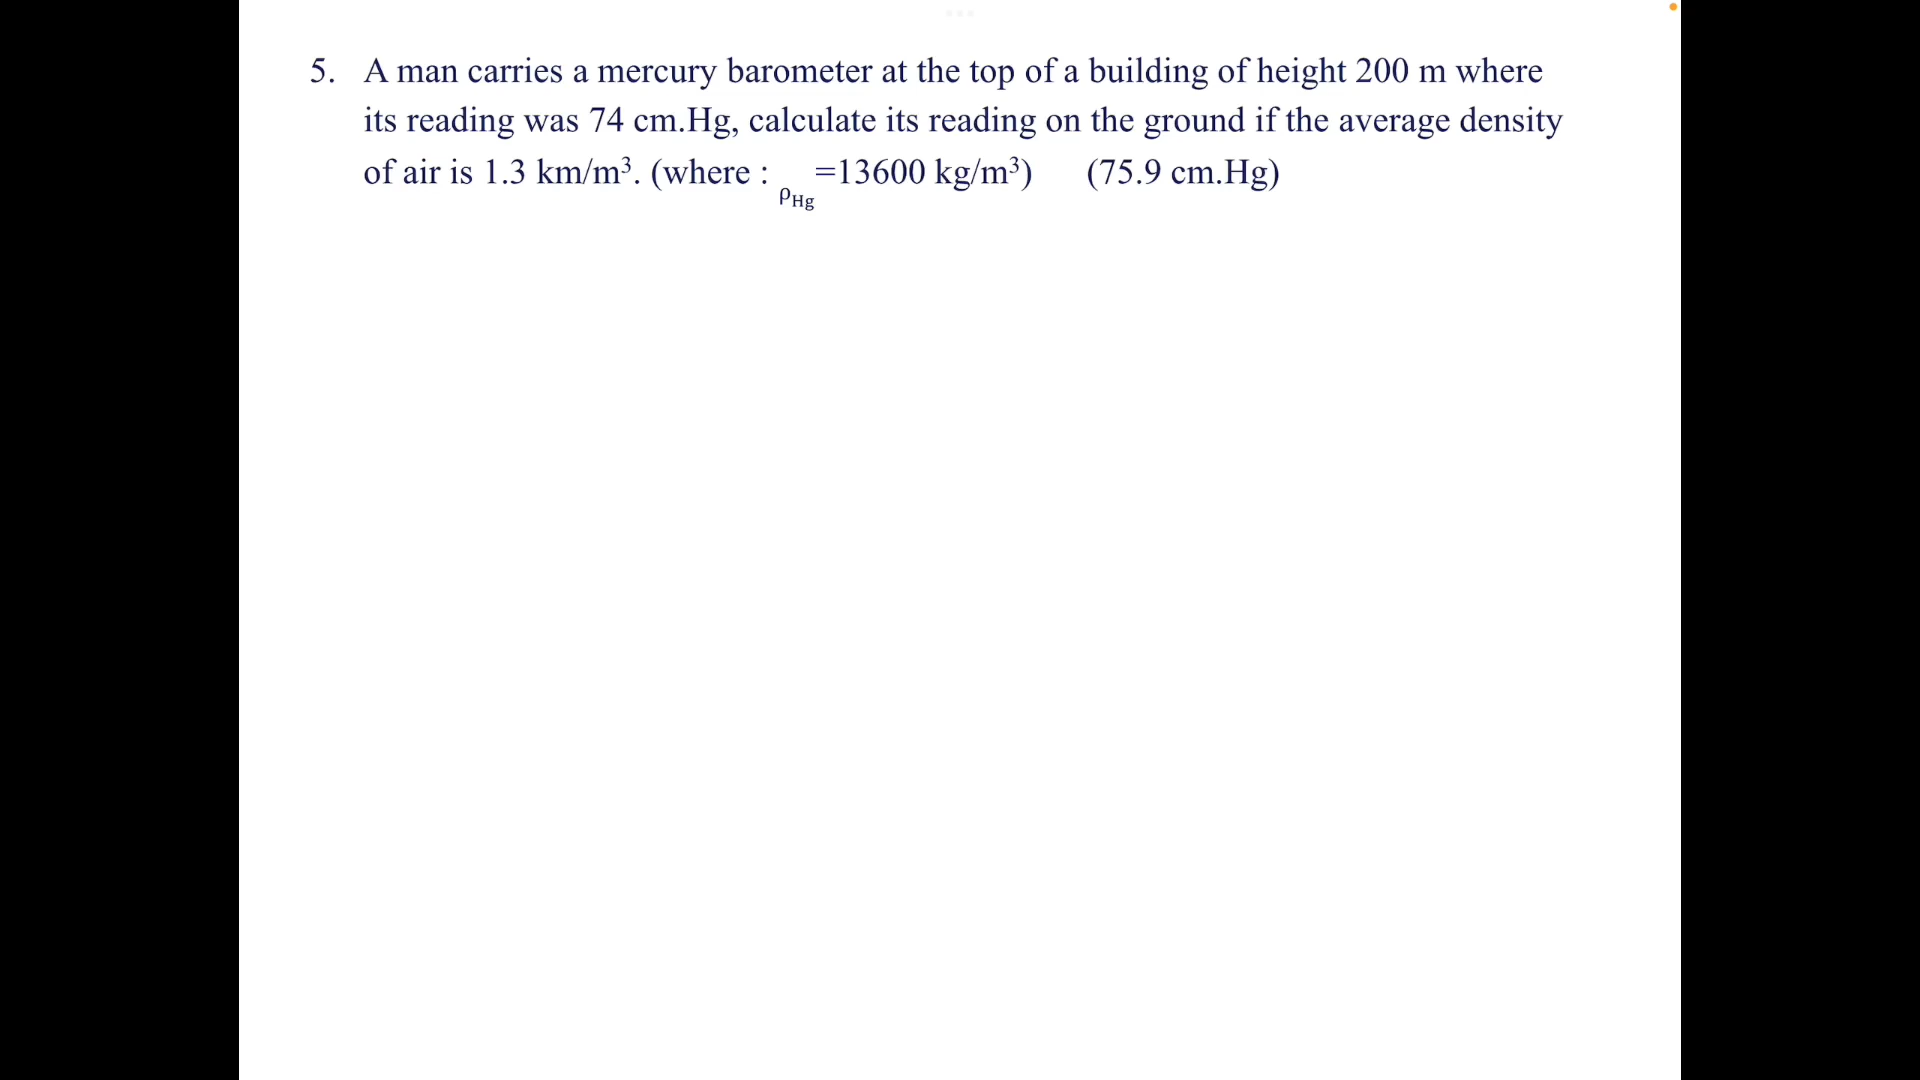 5. A man carries a mercury barometer at the top of a building of height 200 m where
its reading was 74 cm.Hg, calculate its reading on the ground if the average density
of air is 1.3 km/m³. (where : ρHg =13600 kg/m³) (75.9 cm.Hg)